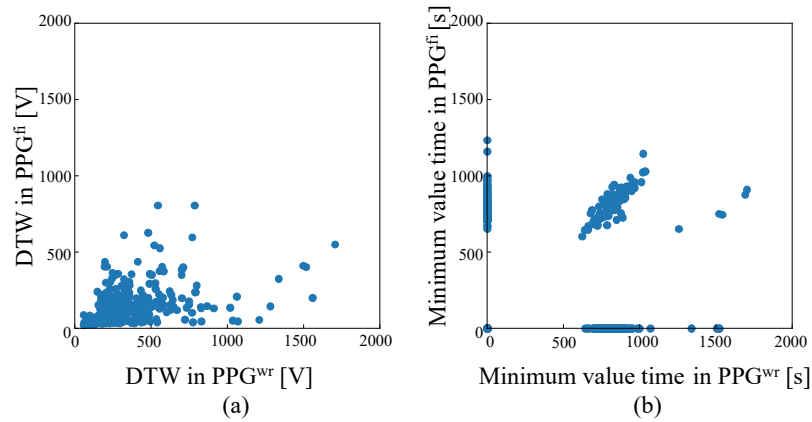 2000
1500
1000
500
0
DTW in PPG^fi [V]
0 500 1000 1500 2000
DTW in PPG^wr [V]
(a)
2000
1500
1000
500
0
Minimum value time in PPG^fi [s]
0 500 1000 1500 2000
Minimum value time in PPG^wr [s]
(b)